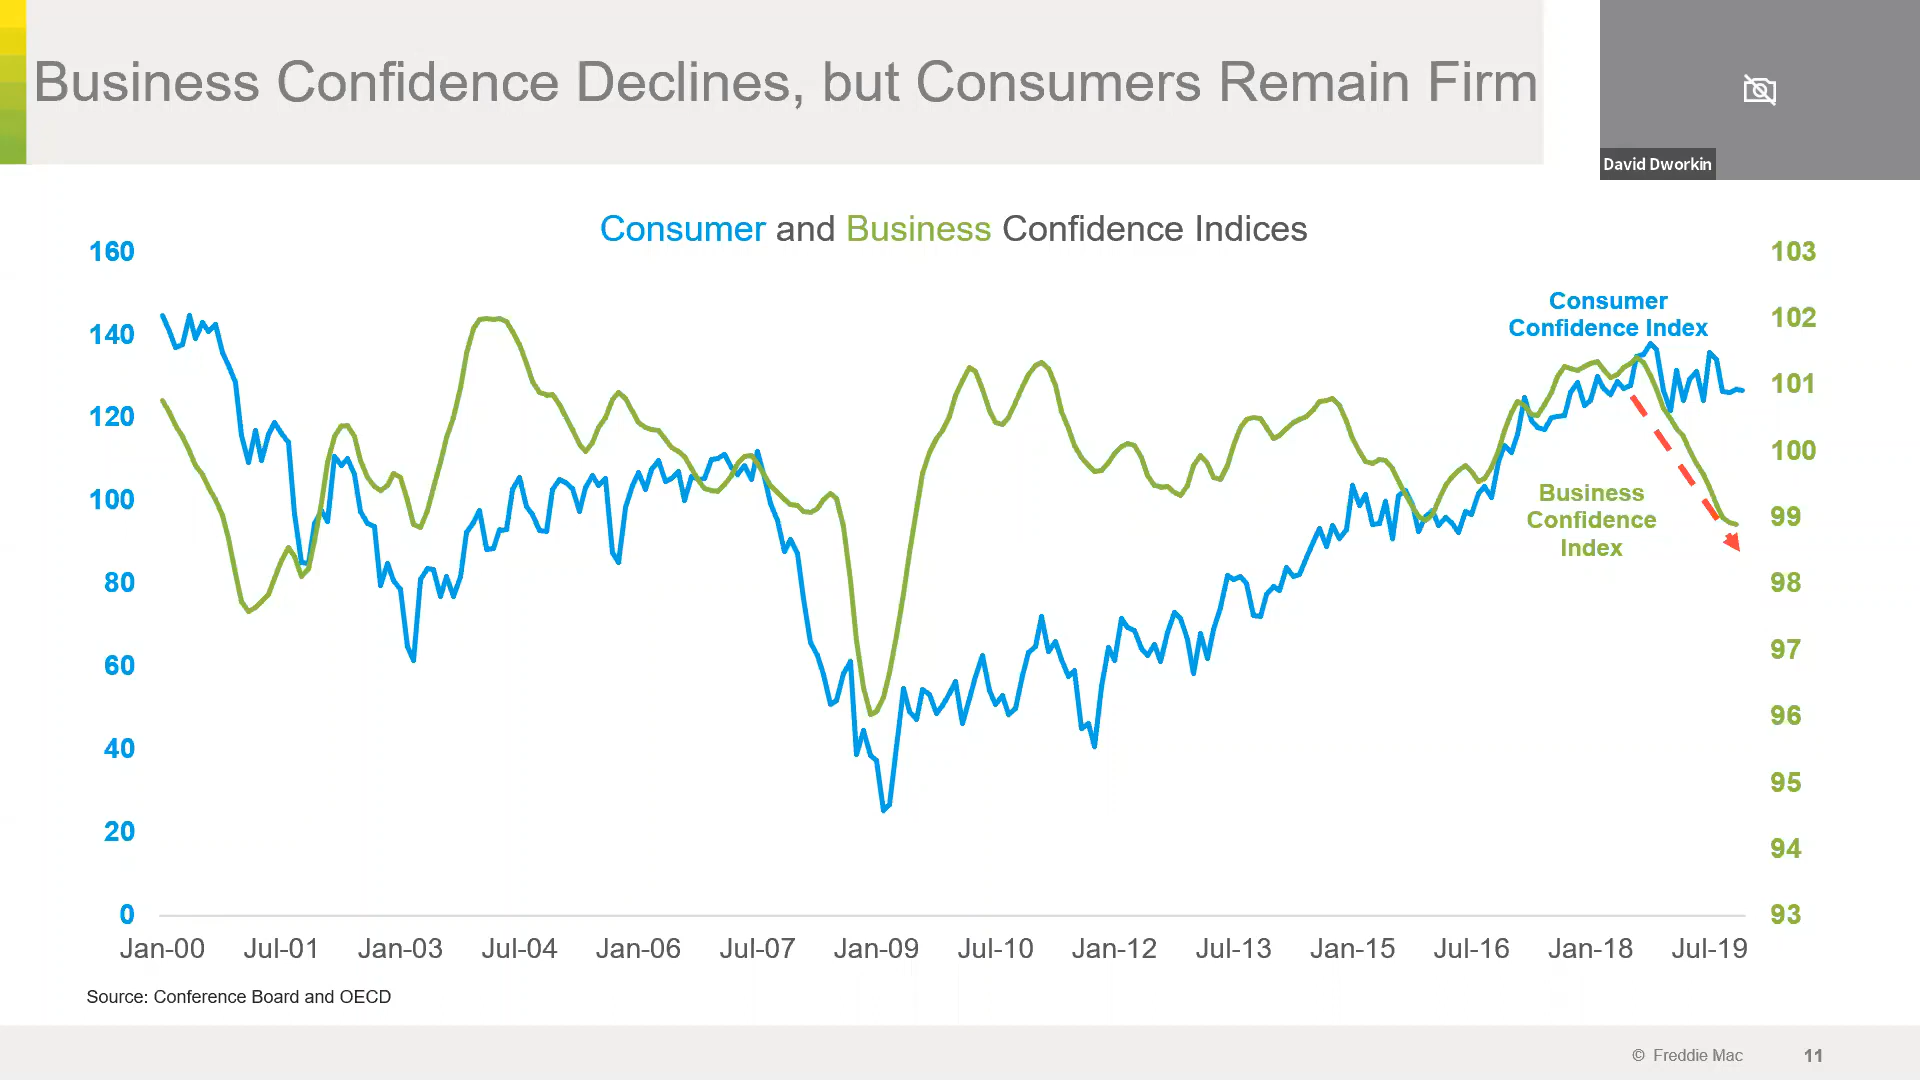 Business Confidence Declines, but Consumers Remain Firm
David Dworkin
Consumer and Business Confidence Indices
160
140
120
100
80
60
40
20
0
103
102
101
100
99
98
97
96
95
94
93
Consumer
Confidence Index
Business
Confidence
Index
Jan-00 Jul-01 Jan-03 Jul-04 Jan-06 Jul-07 Jan-09 Jul-10 Jan-12 Jul-13 Jan-15 Jul-16 Jan-18 Jul-19
Source: Conference Board and OECD
© Freddie Mac 11